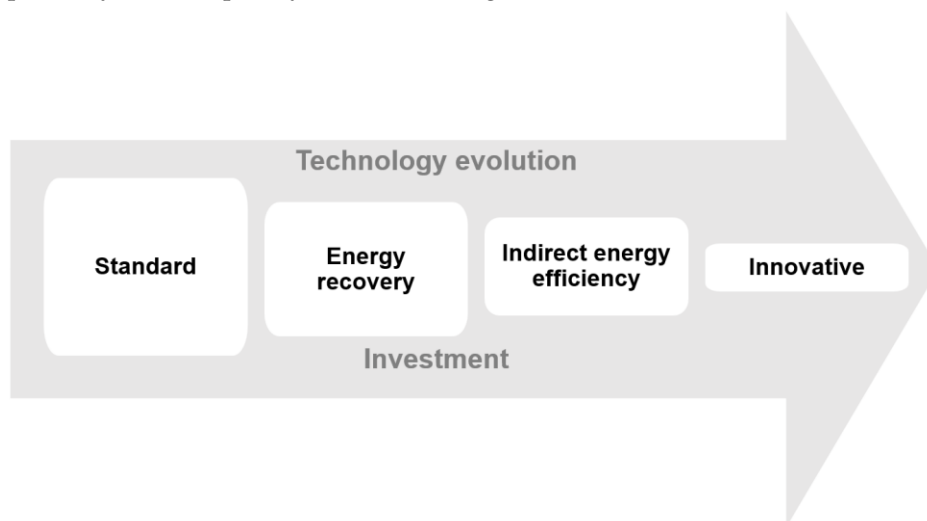 Technology evolution
Standard
Energy
recovery
Indirect energy
efficiency
Innovative
Investment